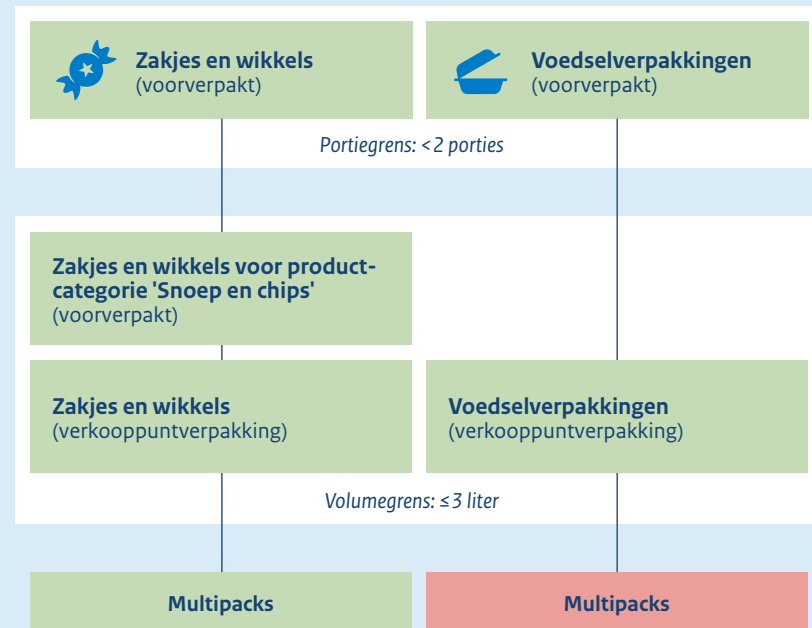 Zakjes en wikkels
(voorverpakt)
Voedselverpakkingen
(voorverpakt)
Portiegrens: <2 porties
Zakjes en wikkels voor product-
categorie 'Snoep en chips'
(voorverpakt)
Zakjes en wikkels
(verkooppuntverpakking)
Voedselverpakkingen
(verkooppuntverpakking)
Volumegrens: ≤3 liter
Multipacks
Multipacks